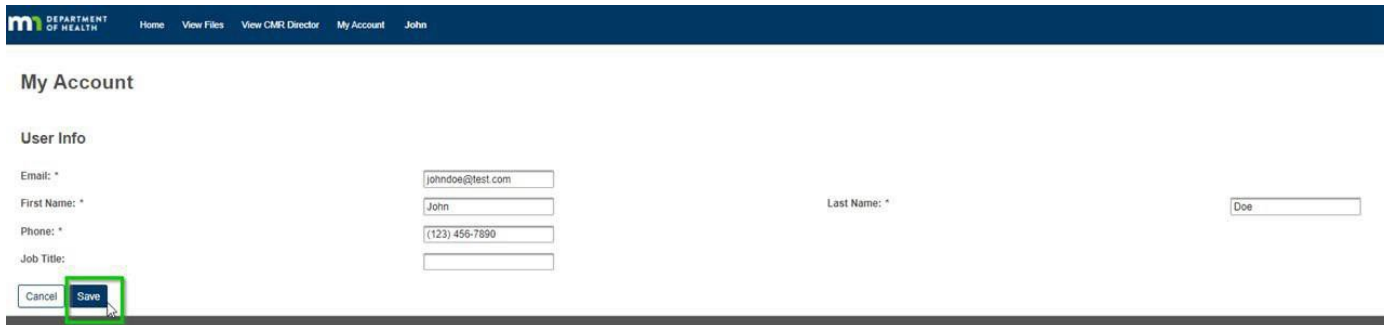 mn DEPARTMENT
OF HEALTH
Home View Files View CMR Director My Account John
My Account
User Info
Email: * johndoe@test.com
First Name: * John Last Name: * Doe
Phone: * (123) 456-7890
Job Title:
Cancel Save